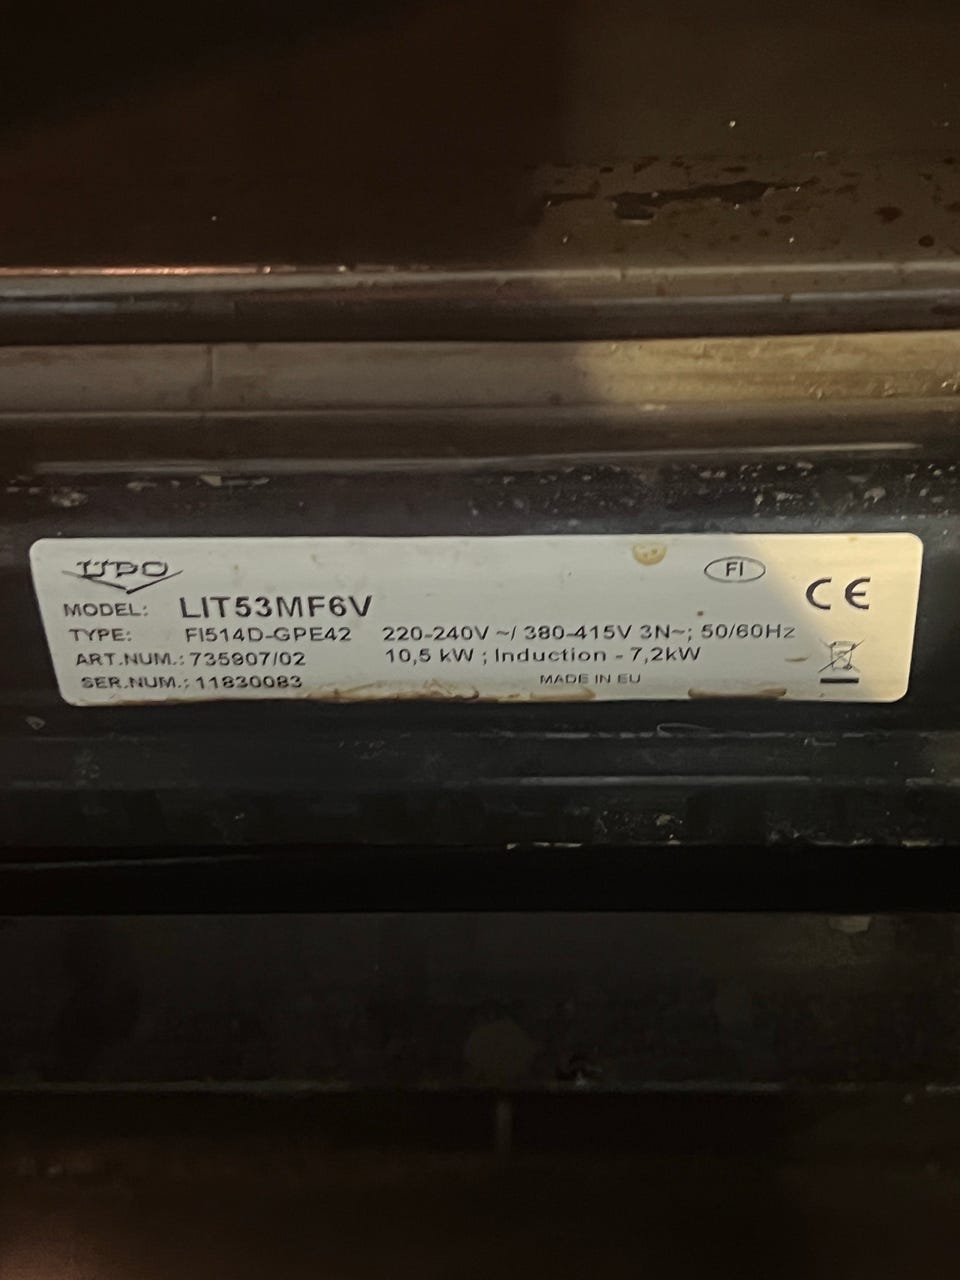 UPO
FI
CE
MODEL: LIT53MF6V
TYPE: FI514D-GPE42 220-240V ~/ 380-415V 3N~; 50/60Hz
ART.NUM.: 735907/02 10,5 kW ; Induction - 7,2kW
SER.NUM.: 11830083 MADE IN EU